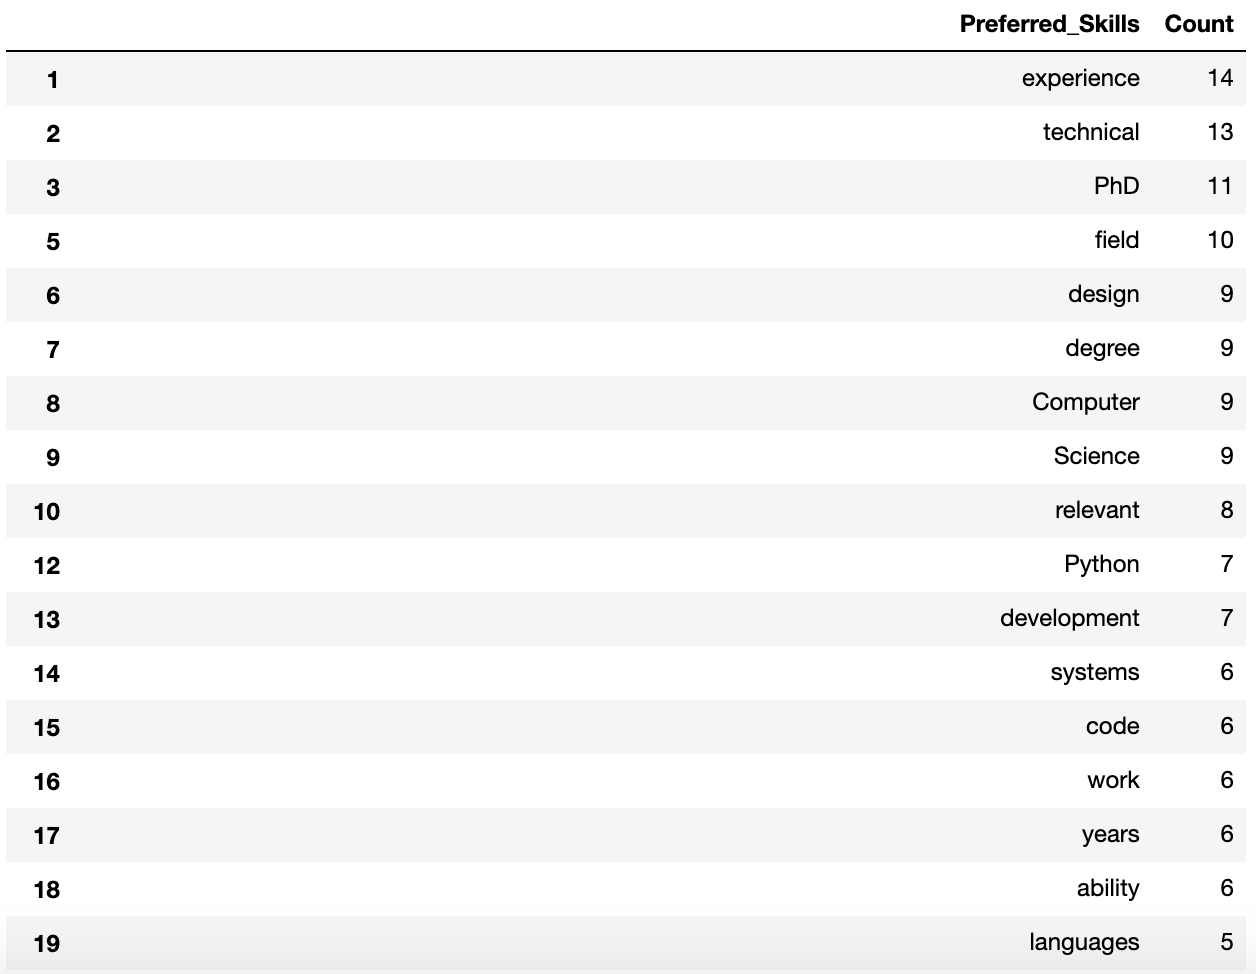 Preferred_Skills Count
1 experience 14
2 technical 13
3 PhD 11
5 field 10
6 design 9
7 degree 9
8 Computer 9
9 Science 9
10 relevant 8
12 Python 7
13 development 7
14 systems 6
15 code 6
16 work 6
17 years 6
18 ability 6
19 languages 5